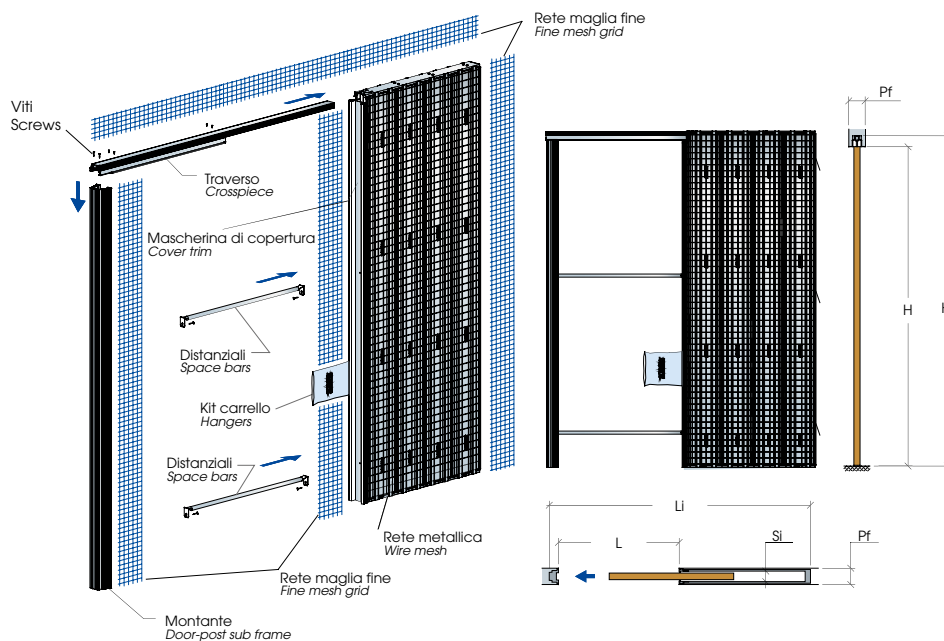 Rete maglia fine
Fine mesh grid
Viti
Screws
Traverso
Crosspiece
Mascherina di copertura
Cover trim
Distanziali
Space bars
Kit carrello
Hangers
Distanziali
Space bars
Rete metallica
Wire mesh
Rete maglia fine
Fine mesh grid
Montante
Door-post sub frame
Pf
H
Li
L
Si
Pf